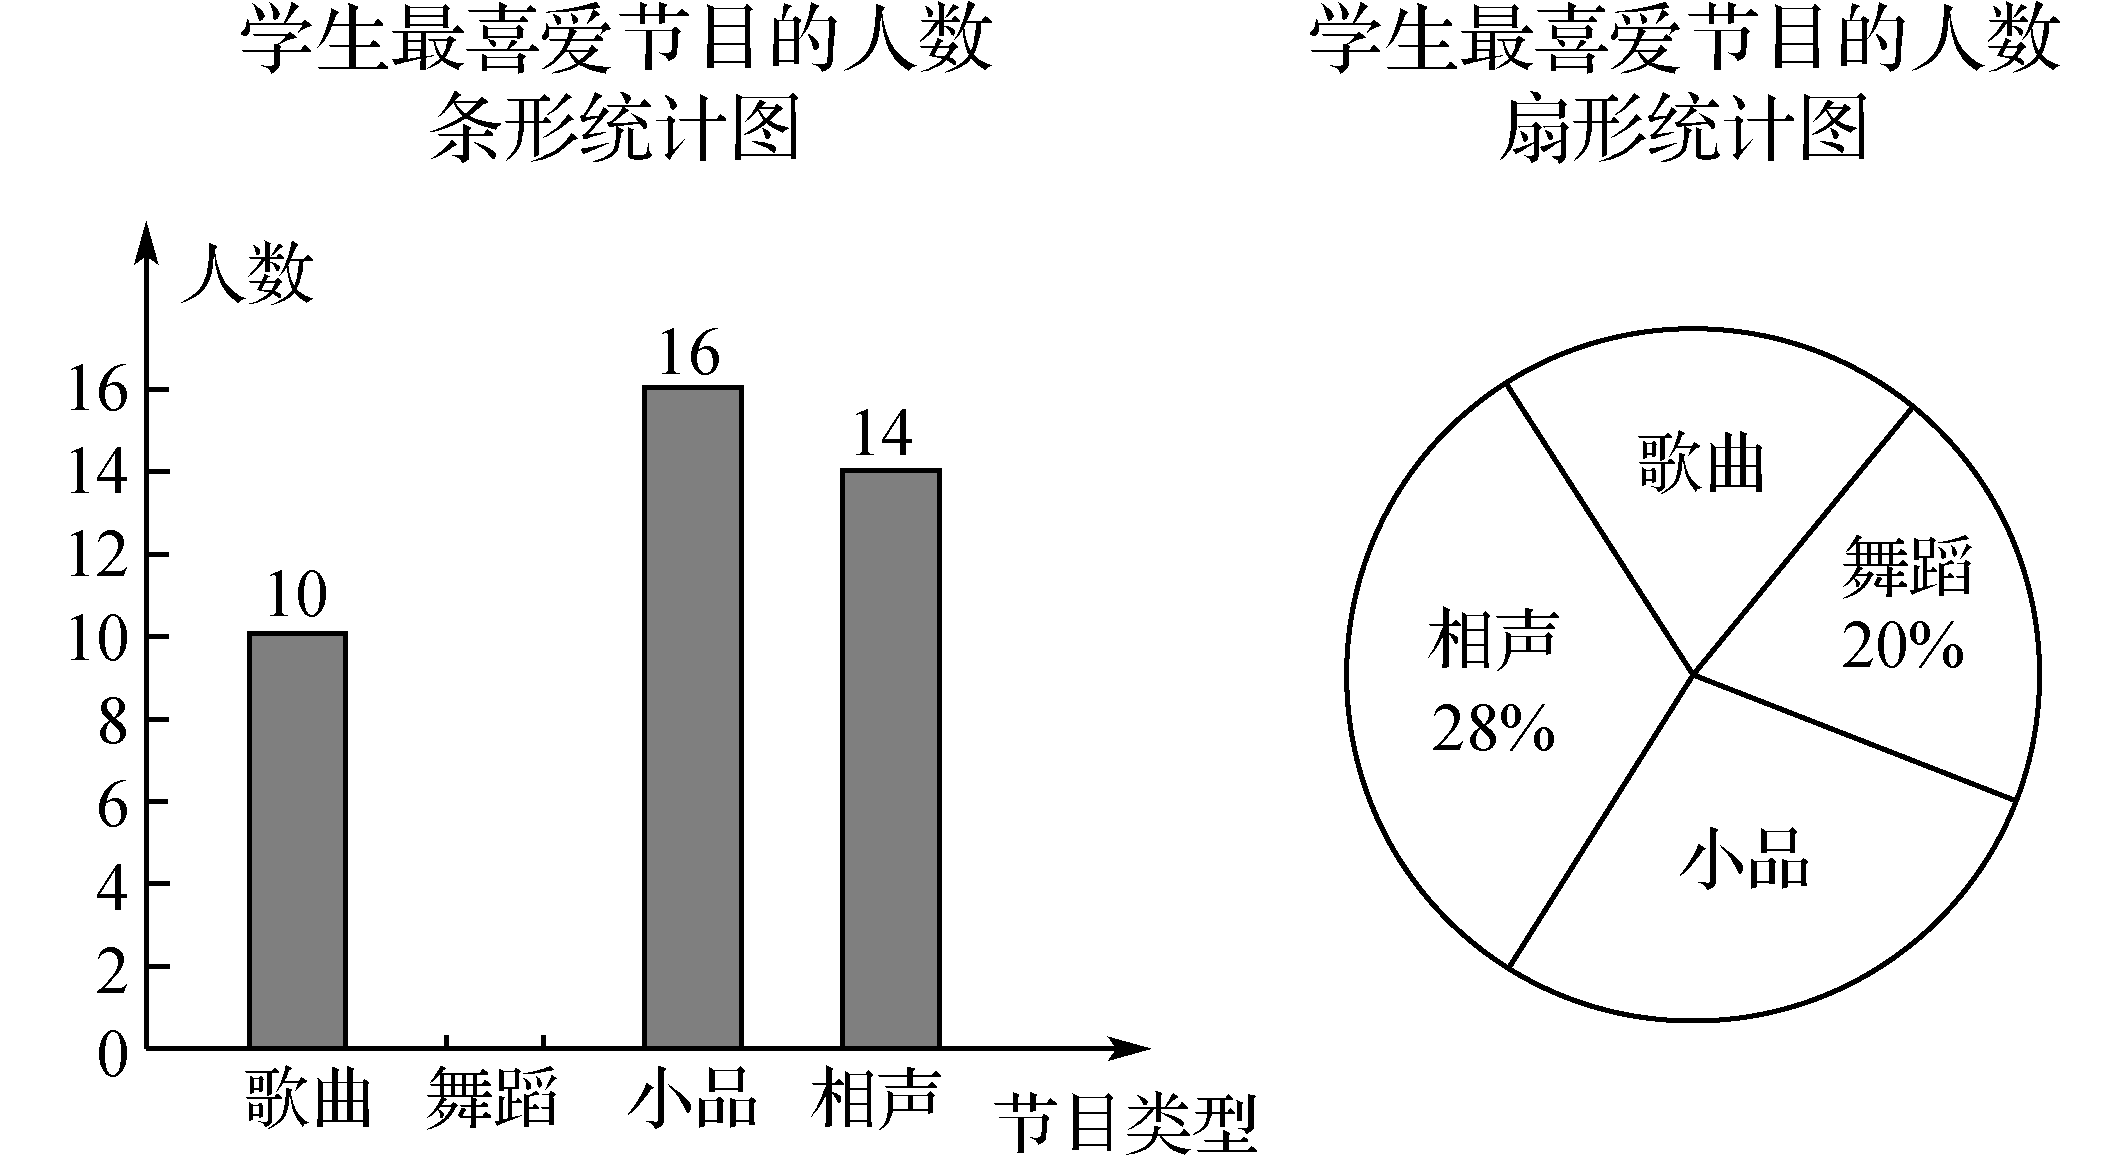 学生最喜爱节目的人数
条形统计图
人数
16
14
12
10
8
6
4
2
0
10
16
14
歌曲 舞蹈 小品 相声
节目类型
学生最喜爱节目的人数
扇形统计图
歌曲
舞蹈
20%
相声
28%
小品